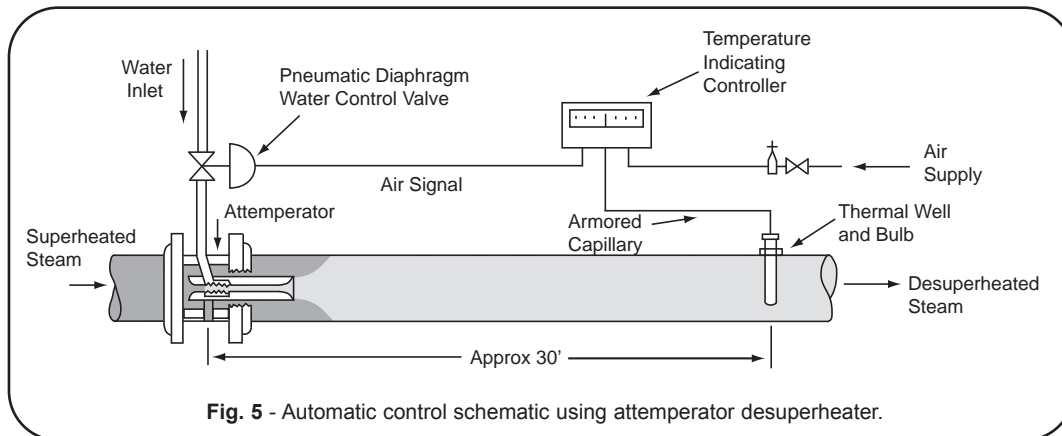 Temperature
Indicating
Controller
Water
Inlet
Pneumatic Diaphragm
Water Control Valve
Air Signal
Air
Supply
Attemperator
Armored
Capillary
Thermal Well
and Bulb
Superheated
Steam
Desuperheated
Steam
Approx 30’
Fig. 5 - Automatic control schematic using attemperator desuperheater.